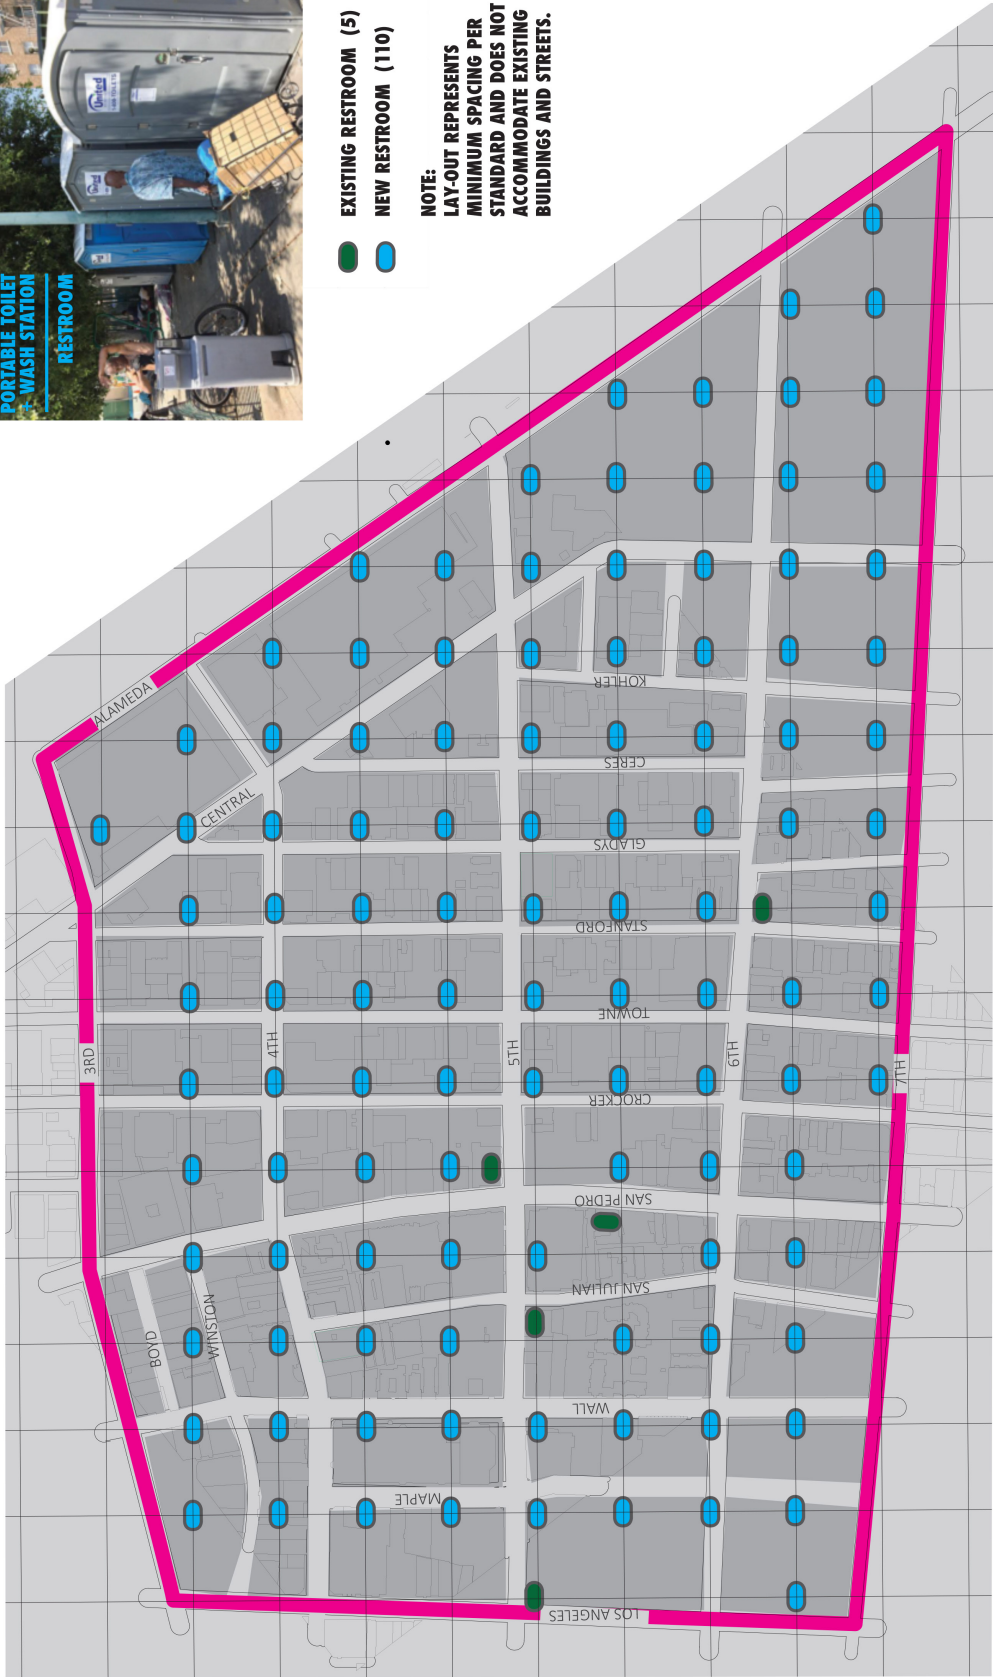 PORTABLE TOILET
+ WASH STATION
RESTROOM
United
United
EXISTING RESTROOM (5)
NEW RESTROOM (110)
NOTE:
LAY-OUT REPRESENTS
MINIMUM SPACING PER
STANDARD AND DOES NOT
ACCOMMODATE EXISTING
BUILDINGS AND STREETS.
ALAMEDA
CENTRAL
KOHLER
CERES
GLADYS
STANFORD
TOWNE
3RD
4TH
5TH
6TH
7TH
CROCKER
SAN PEDRO
SAN JULIAN
BOYD
WINSTON
WALL
MAPLE
LOS ANGELES